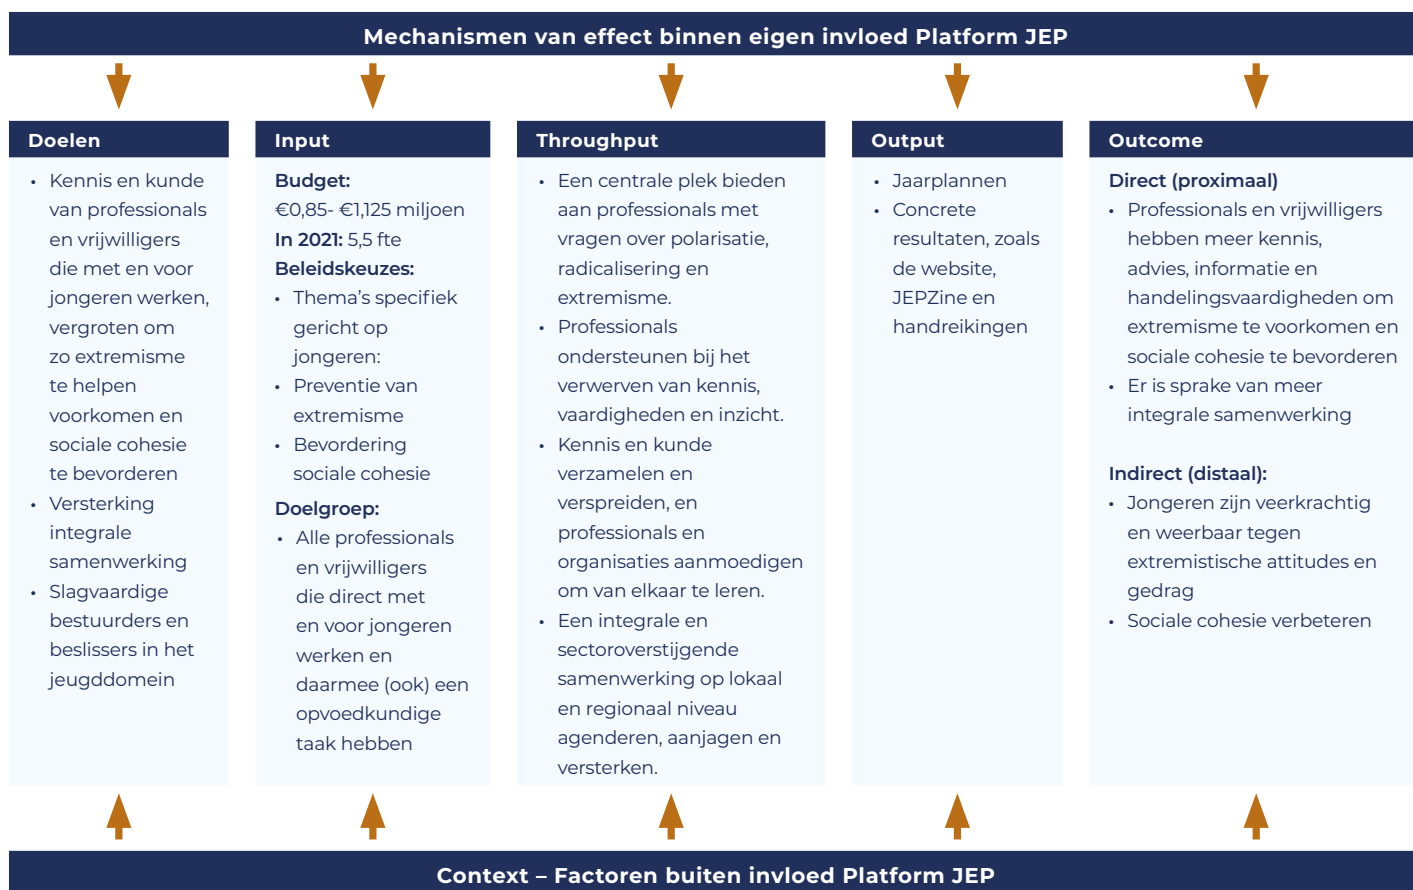 Mechanismen van effect binnen eigen invloed Platform JEP
Doelen
• Kennis en kunde
van professionals
en vrijwilligers
die met en voor
jongeren werken,
vergroten om
zo extremisme
te helpen
voorkomen en
sociale cohesie
te bevorderen
• Versterking
integrale
samenwerking
• Slagvaardige
bestuurders en
beslissers in het
jeugddomein
Input
Budget:
€0,85- €1,125 miljoen
In 2021: 5,5 fte
Beleidskeuzes:
• Thema's specifiek
gericht op
jongeren:
• Preventie van
extremisme
• Bevordering
sociale cohesie
Doelgroep:
• Alle professionals
en vrijwilligers
die direct met
en voor jongeren
werken en
daarmee (ook) een
opvoedkundige
taak hebben
Throughput
• Een centrale plek bieden
aan professionals met
vragen over polarisatie,
radicalisering en
extremisme.
• Professionals
ondersteunen bij het
verwerven van kennis,
vaardigheden en inzicht.
• Kennis en kunde
verzamelen en
verspreiden, en
professionals en
organisaties aanmoedigen
om van elkaar te leren.
• Een integrale en
sectoroverstijgende
samenwerking op lokaal
en regionaal niveau
agenderen, aanjagen en
versterken.
Output
• Jaarplannen
• Concrete
resultaten, zoals
de website,
JEPZine en
handreikingen
Outcome
Direct (proximaal)
• Professionals en vrijwilligers
hebben meer kennis,
advies, informatie en
handelingsvaardigheden om
extremisme te voorkomen en
sociale cohesie te bevorderen
• Er is sprake van meer
integrale samenwerking
Indirect (distaal):
• Jongeren zijn veerkrachtig
en weerbaar tegen
extremistische attitudes en
gedrag
• Sociale cohesie verbeteren
Context – Factoren buiten invloed Platform JEP